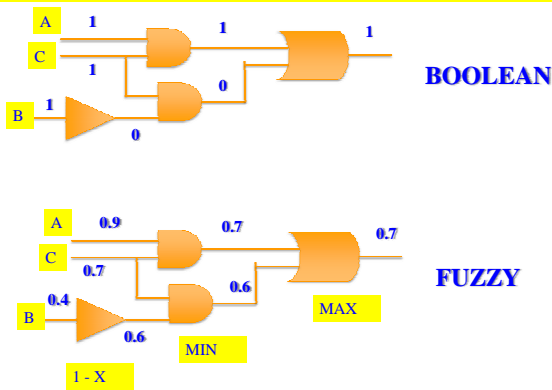 A 1 1 1
C 1
BOOLEAN
0
B 1
0
A 0.9 0.7 0.7
C 0.7
FUZZY
0.6
0.4
B 0.6 MAX
MIN
1 - X